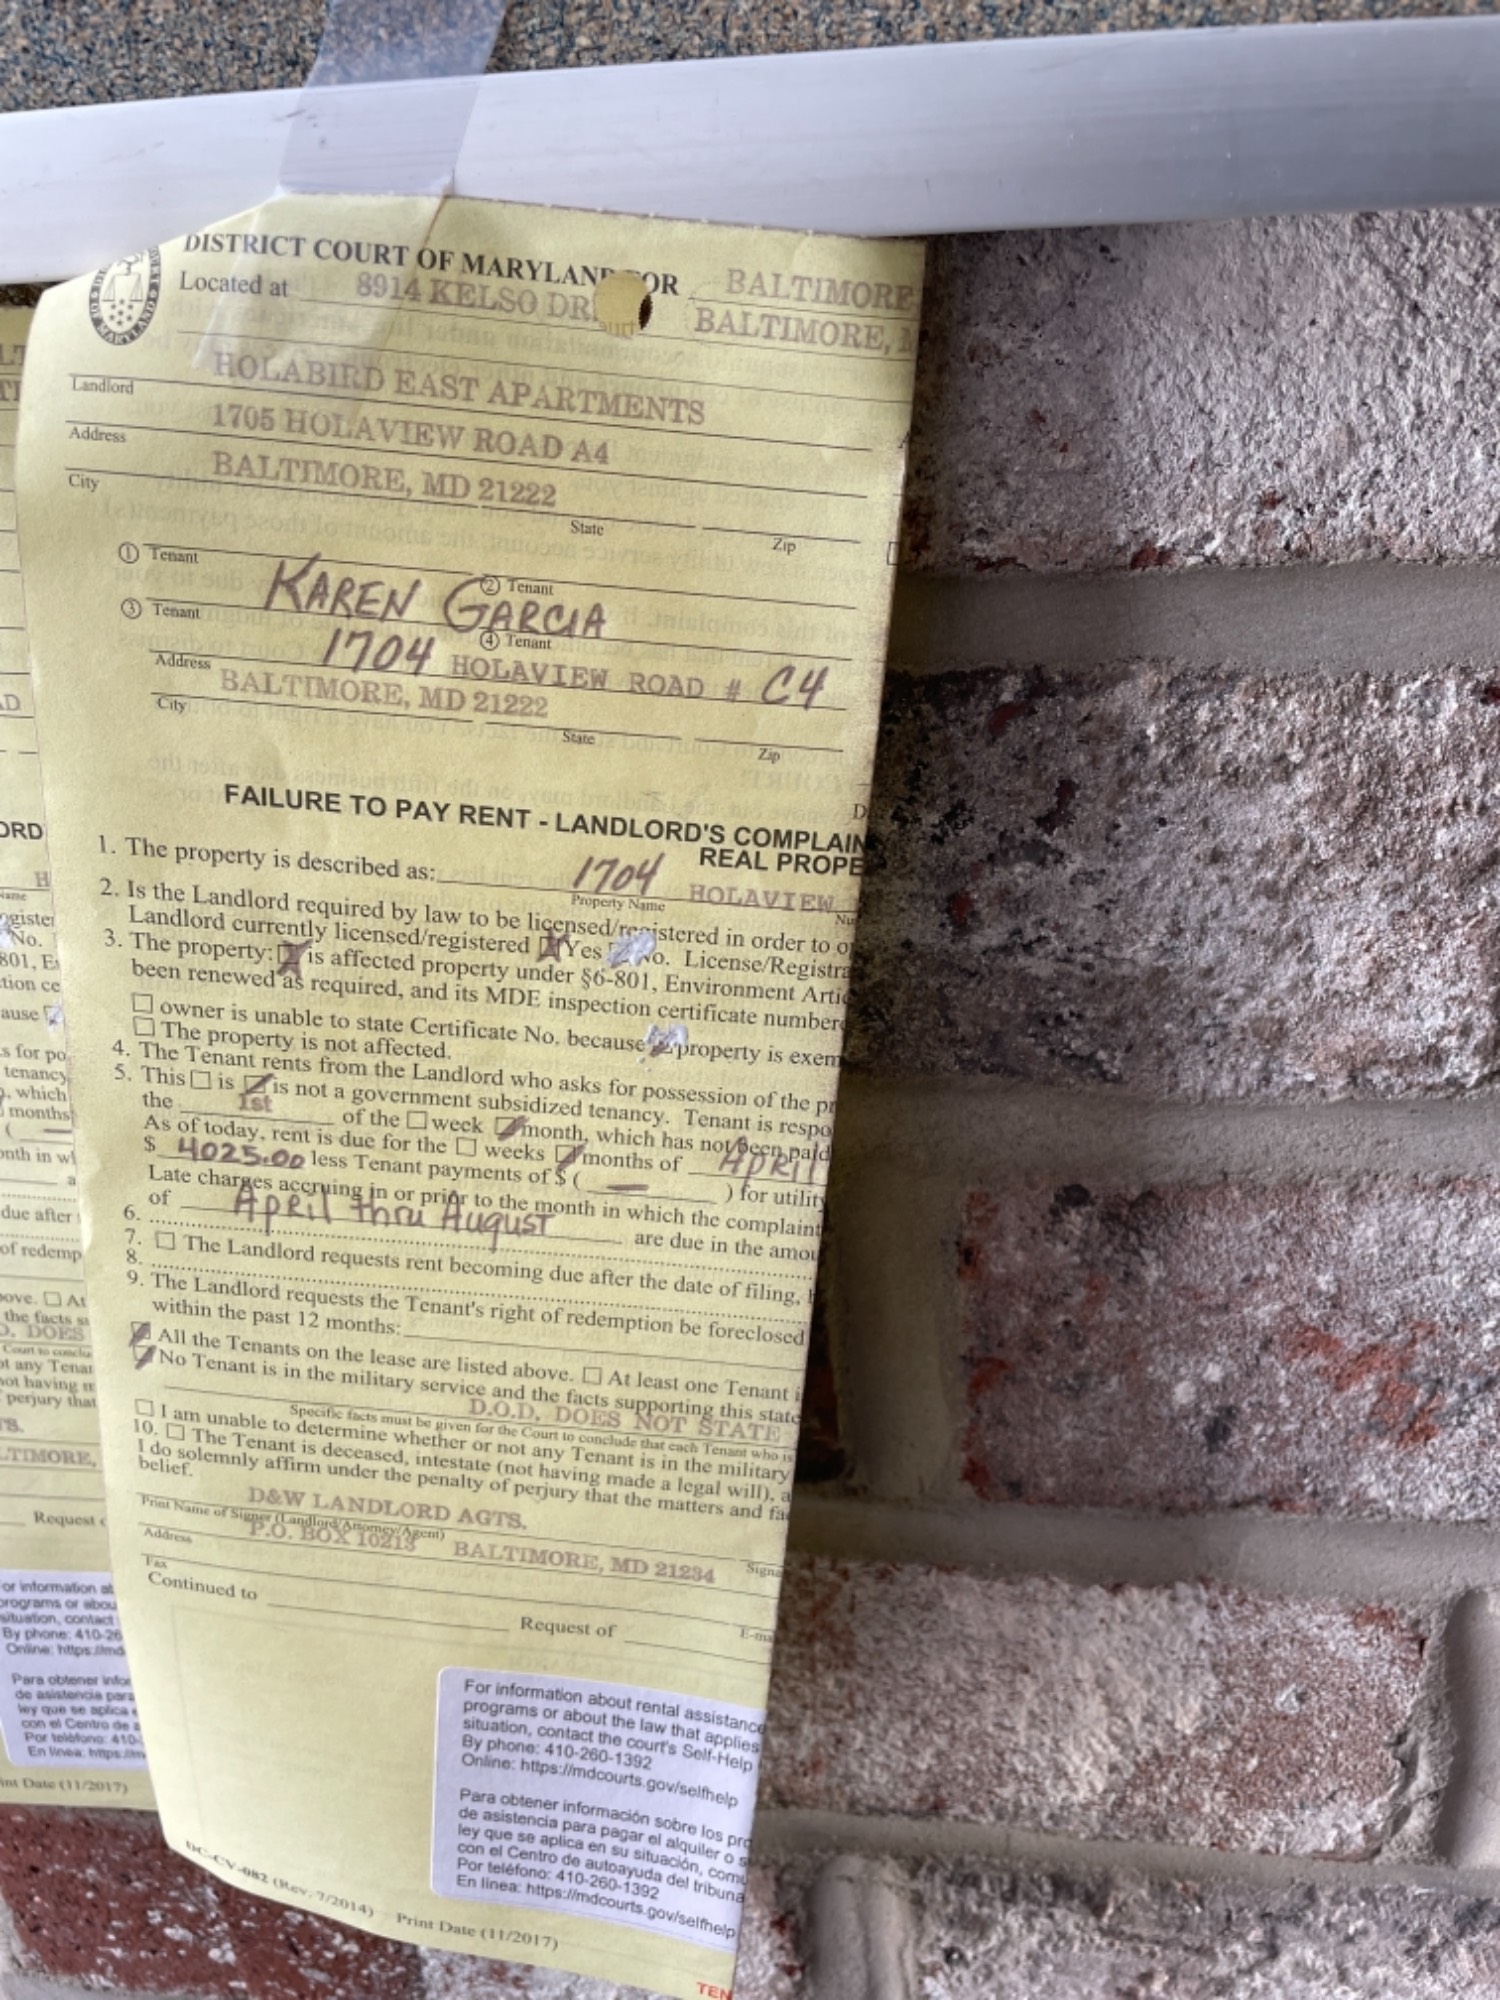 DISTRICT COURT OF MARYLAND FOR BALTIMORE
Located at 8914 KELSO BALTIMORE,
HOLABIRD EAST APARTMENTS
Landlord
1705 HOLAVIEW ROAD A4
Address
BALTIMORE, MD 21222
City State Zip
① Tenant ② Tenant
KAREN GARCIA
③ Tenant ④ Tenant
1704 HOLAVIEW ROAD # C4
Address
BALTIMORE, MD 21222
City State Zip
FAILURE TO PAY RENT - LANDLORD'S COMPLAIN
REAL PROPE
1. The property is described as: 1704 HOLAVIEW
Property Name
2. Is the Landlord required by law to be licensed/registered in order to
Landlord currently licensed/registered Yes No. License/Registra
3. The property: is affected property under §6-801, Environment Artic
been renewed as required, and its MDE inspection certificate number
owner is unable to state Certificate No. because property is exem
The property is not affected.
4. The Tenant rents from the Landlord who asks for possession of the pr
5. This is is not a government subsidized tenancy. Tenant is respo
the 1st of the week month, which has not been paid
As of today, rent is due for the weeks months of April
$ 4025.00 less Tenant payments of $ ( — ) for utility
Late charges accruing in or prior to the month in which the complaint
of April thru August are due in the amou
6.
7. The Landlord requests rent becoming due after the date of filing,
8.
9. The Landlord requests the Tenant's right of redemption be foreclosed
within the past 12 months:
All the Tenants on the lease are listed above. At least one Tenant i
No Tenant is in the military service and the facts supporting this state
D.O.D. DOES NOT STATE
Specific facts must be given for the Court to conclude that each Tenant who is
I am unable to determine whether or not any Tenant is in the military
10. The Tenant is deceased, intestate (not having made a legal will), a
I do solemnly affirm under the penalty of perjury that the matters and fa
belief.
D&W LANDLORD AGTS.
Print Name of Signer (Landlord/Attorney/Agent) Signa
P.O. BOX 10213 BALTIMORE, MD 21234
Address
Fax E-ma
Continued to Request of
For information about rental assistance
programs or about the law that applies
situation, contact the court's Self-Help
By phone: 410-260-1392
Online: https://mdcourts.gov/selfhelp
Para obtener información sobre los pro
de asistencia para pagar el alquiler o s
ley que se aplica en su situación, comu
con el Centro de autoayuda del tribuna
Por teléfono: 410-260-1392
En línea: https://mdcourts.gov/selfhelp
DC-CV-082 (Rev. 7/2014) Print Date (11/2017)
TEN